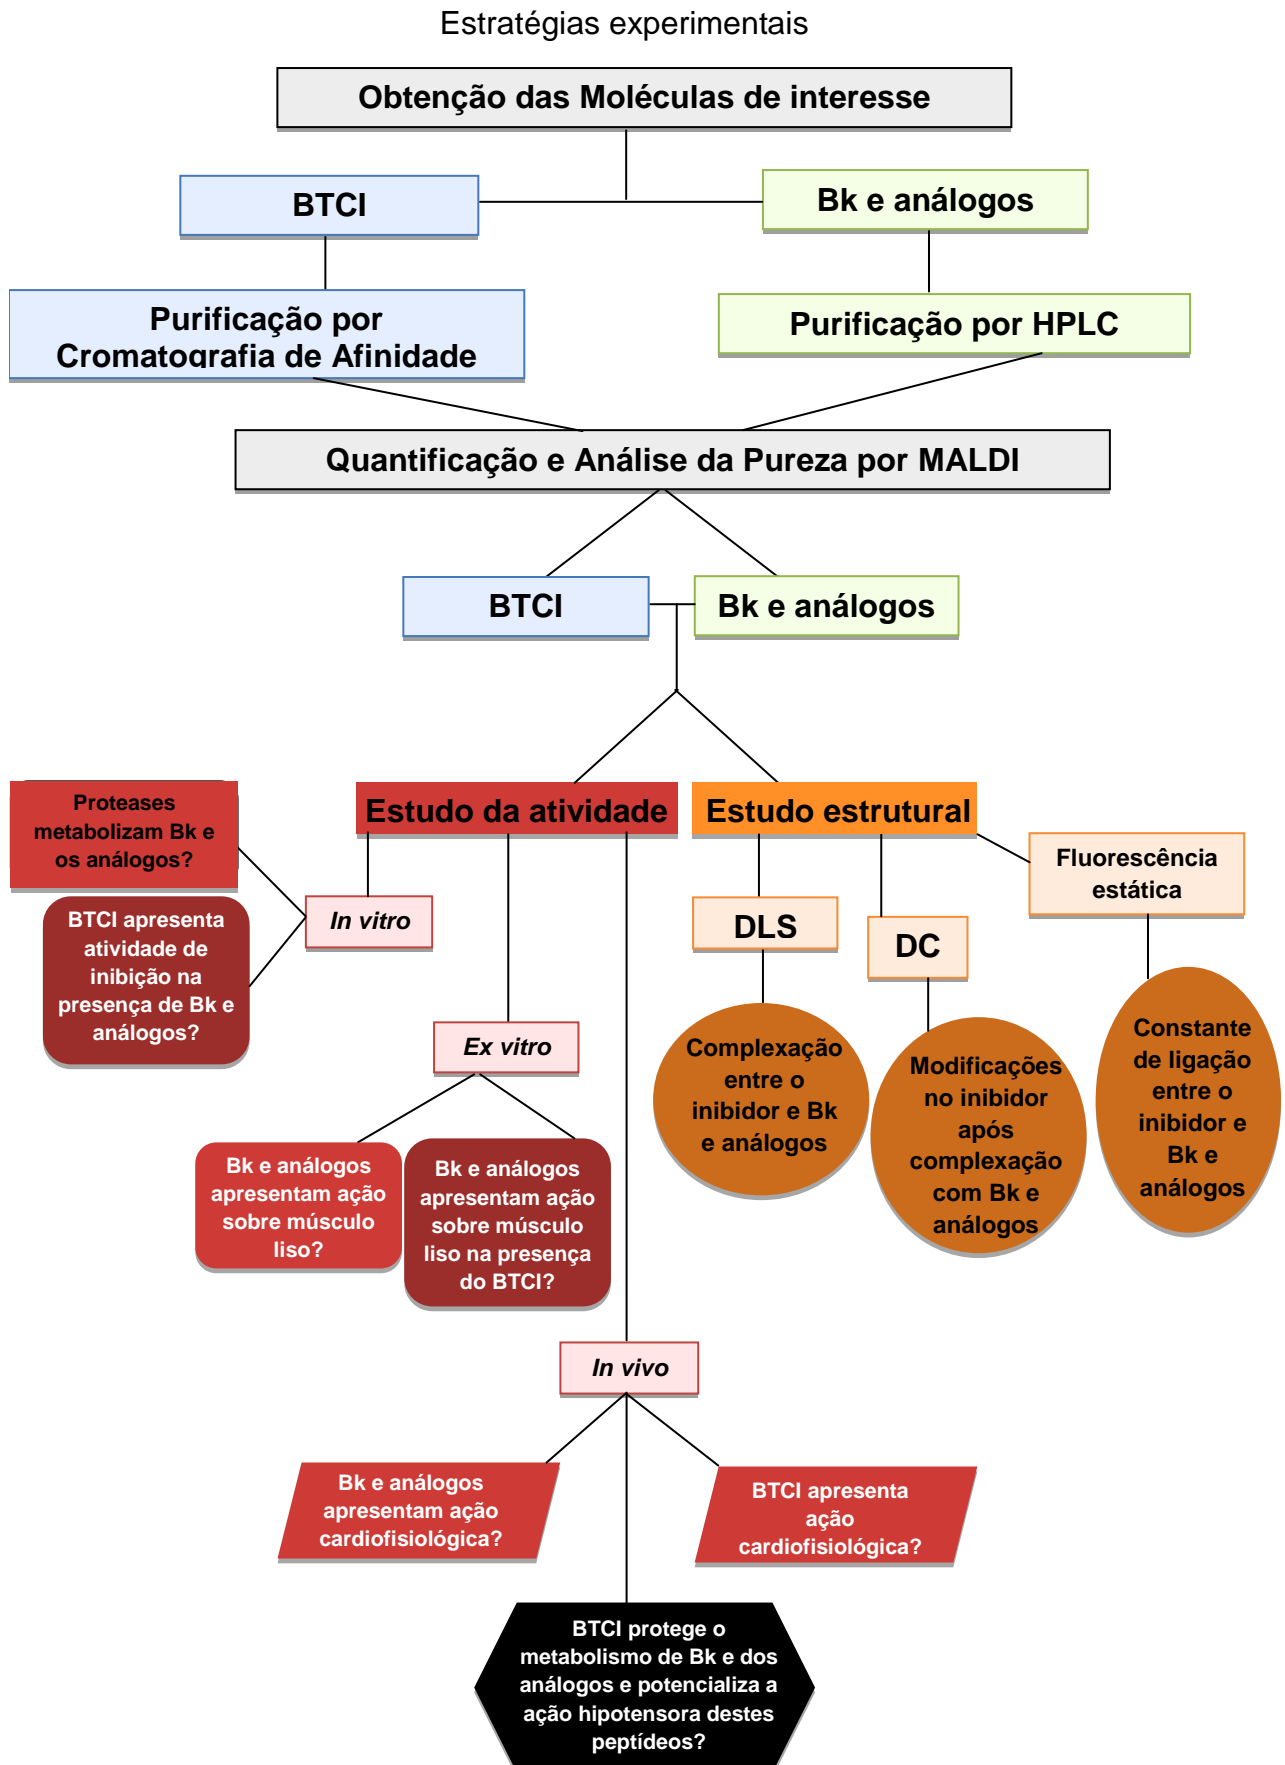 Estratégias experimentais
Obtenção das Moléculas de interesse
BTCI
Bk e análogos
Purificação por
Cromatografia de Afinidade
Purificação por HPLC
Quantificação e Análise da Pureza por MALDI
BTCI
Bk e análogos
Estudo da atividade
Estudo estrutural
Proteases
metabolizam Bk e
os análogos?
In vitro
BTCI apresenta
atividade de
inibição na
presença de Bk e
análogos?
Fluorescência
estática
DLS
DC
Ex vitro
Complexação
entre o
inibidor e Bk
e análogos
Modificações
no inibidor
após
complexação
com Bk e
análogos
Constante
de ligação
entre o
inibidor e
Bk e
análogos
Bk e análogos
apresentam ação
sobre músculo
liso?
Bk e análogos
apresentam ação
sobre músculo
liso na presença
do BTCI?
In vivo
Bk e análogos
apresentam ação
cardiofisiológica?
BTCI apresenta
ação
cardiofisiológica?
BTCI protege o
metabolismo de Bk e dos
análogos e potencializa a
ação hipotensora destes
peptídeos?